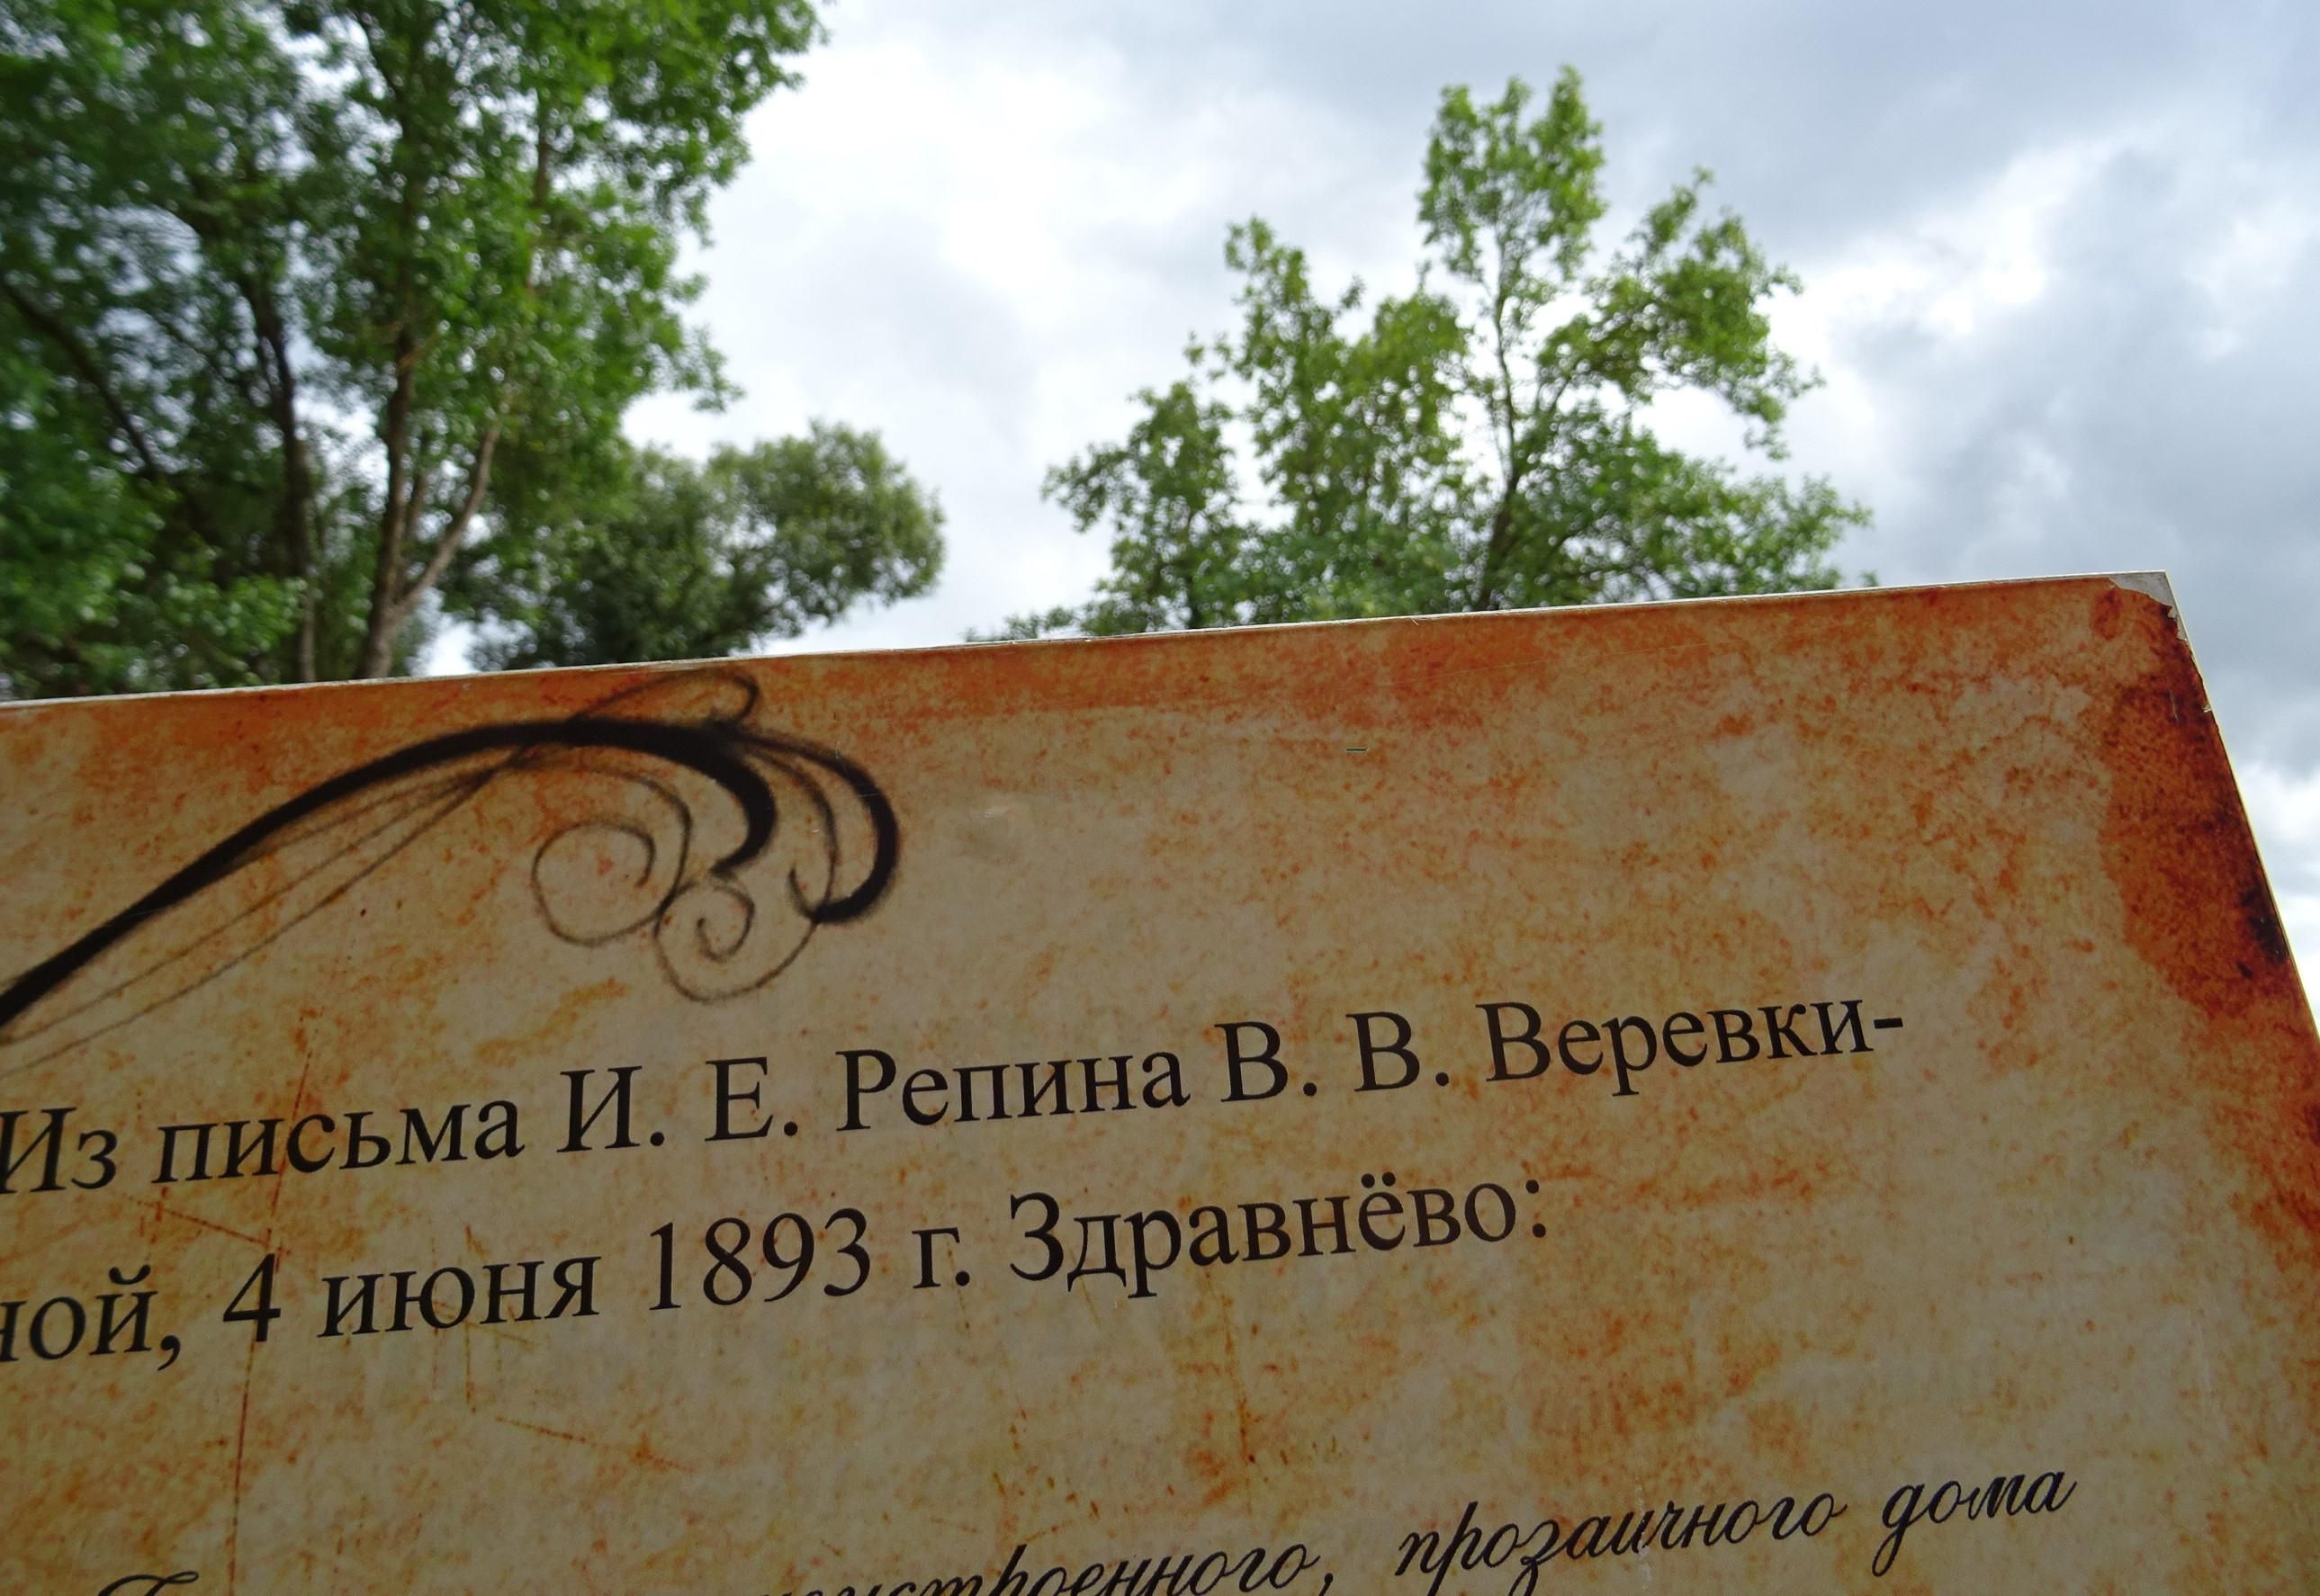 Из письма И. Е. Репина В. В. Веревки-
ной, 4 июня 1893 г. Здравнёво:
прозаичного дома